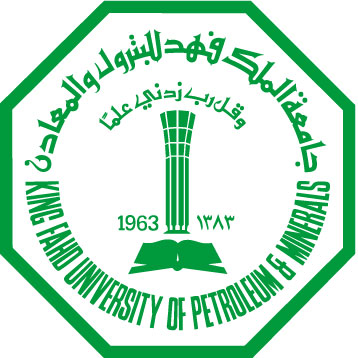 جامعة الملك فهد للبترول والمعادن
وقل رب زدني علما
1963 ١٣٨٣
KING FAHD UNIVERSITY OF PETROLEUM & MINERALS